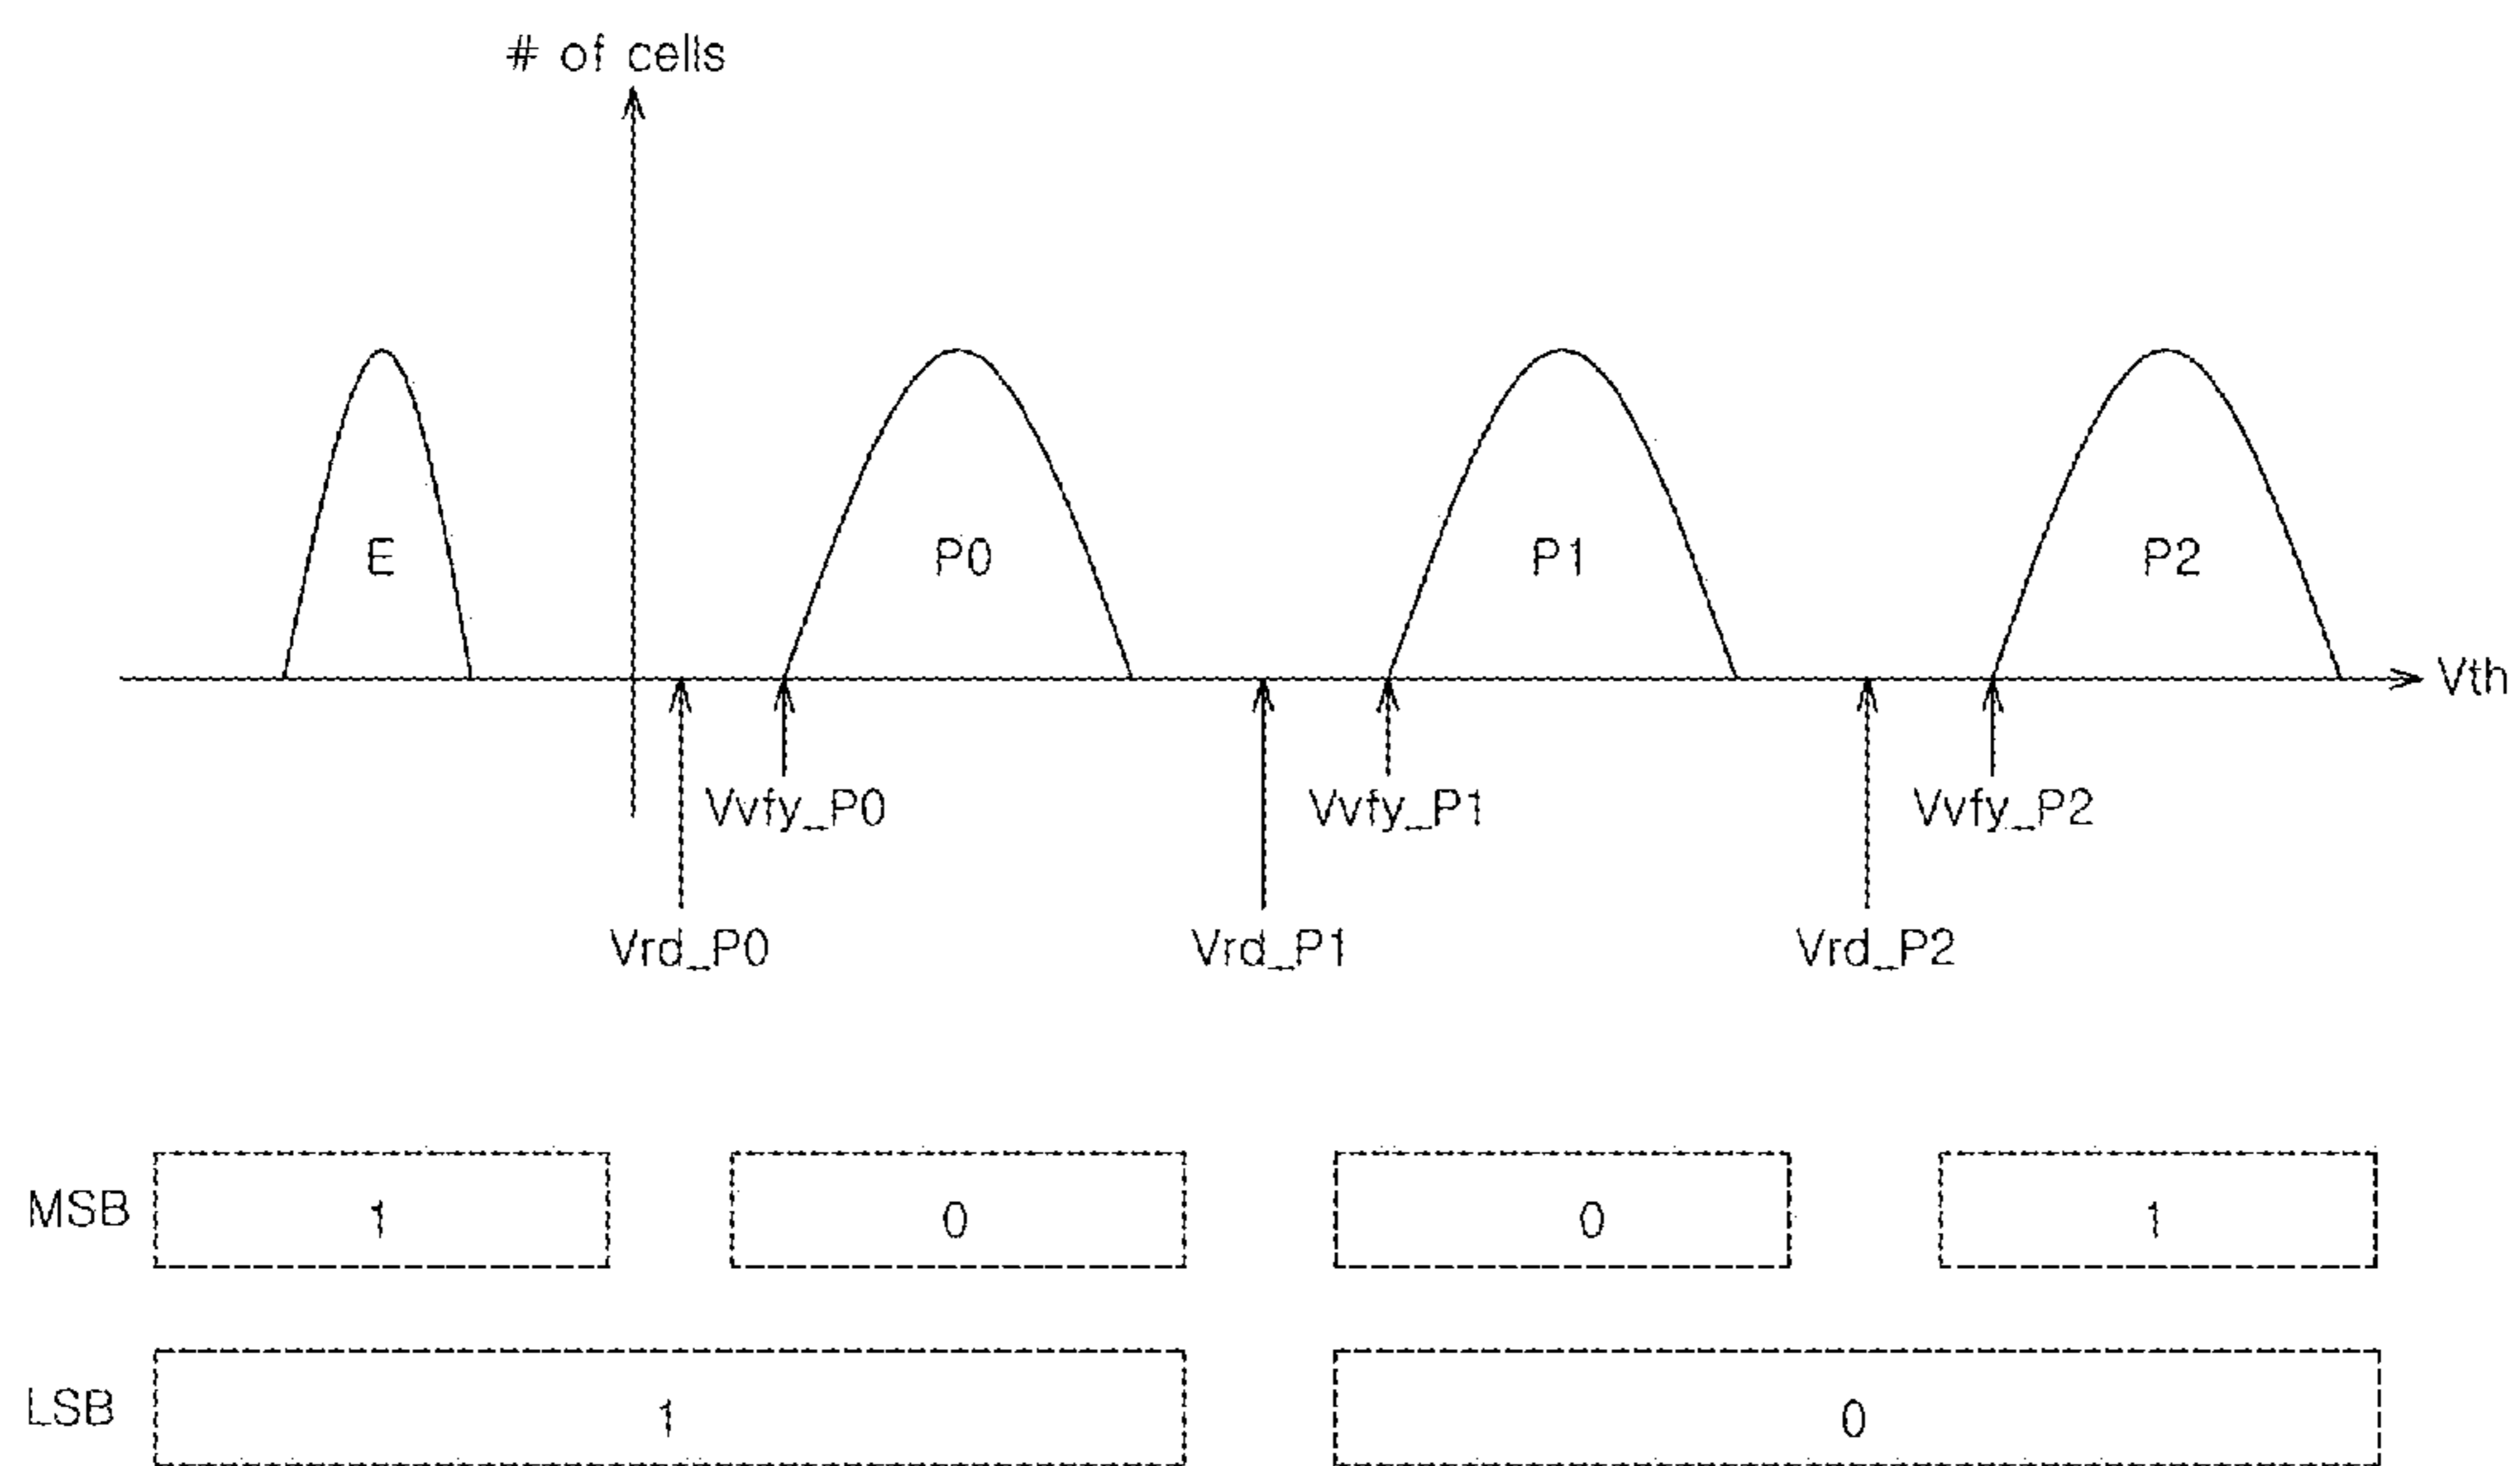 # of cells
E P0 P1 P2
Vth
Vvfy_P0 Vvfy_P1 Vvfy_P2
Vrd_P0 Vrd_P1 Vrd_P2
MSB 1 0 0 1
LSB 1 0